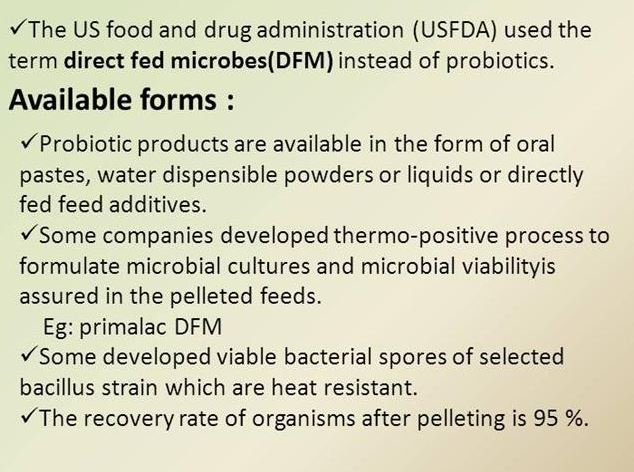 ✓The US food and drug administration (USFDA) used the
term direct fed microbes(DFM) instead of probiotics.
Available forms :
✓Probiotic products are available in the form of oral
pastes, water dispensible powders or liquids or directly
fed feed additives.
✓Some companies developed thermo-positive process to
formulate microbial cultures and microbial viabilityis
assured in the pelleted feeds.
Eg: primalac DFM
✓Some developed viable bacterial spores of selected
bacillus strain which are heat resistant.
✓The recovery rate of organisms after pelleting is 95 %.